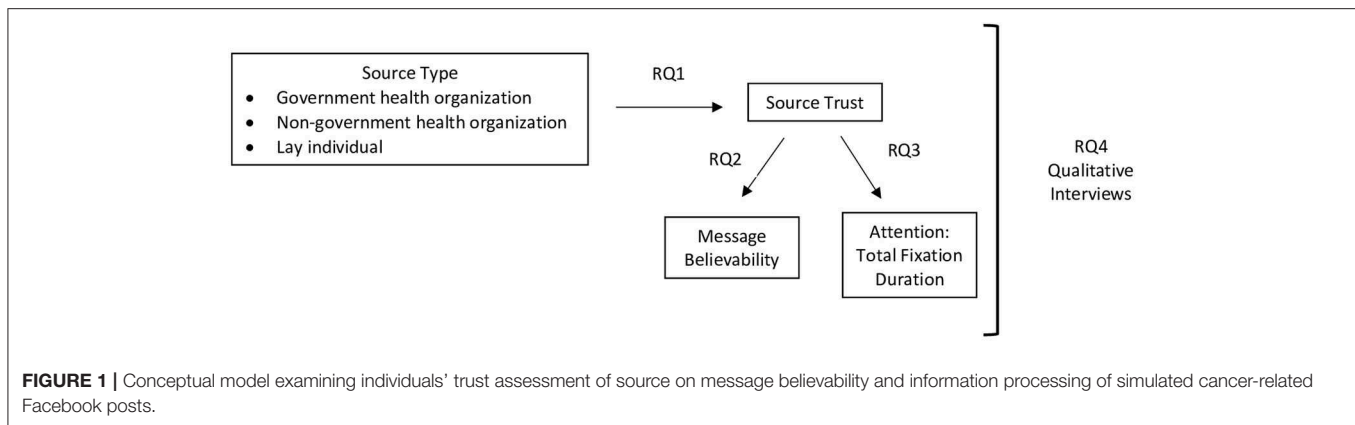 Source Type
• Government health organization
• Non-government health organization
• Lay individual
RQ1
Source Trust
RQ2
RQ3
Message
Believability
Attention:
Total Fixation
Duration
RQ4
Qualitative
Interviews
FIGURE 1 | Conceptual model examining individuals’ trust assessment of source on message believability and information processing of simulated cancer-related
Facebook posts.